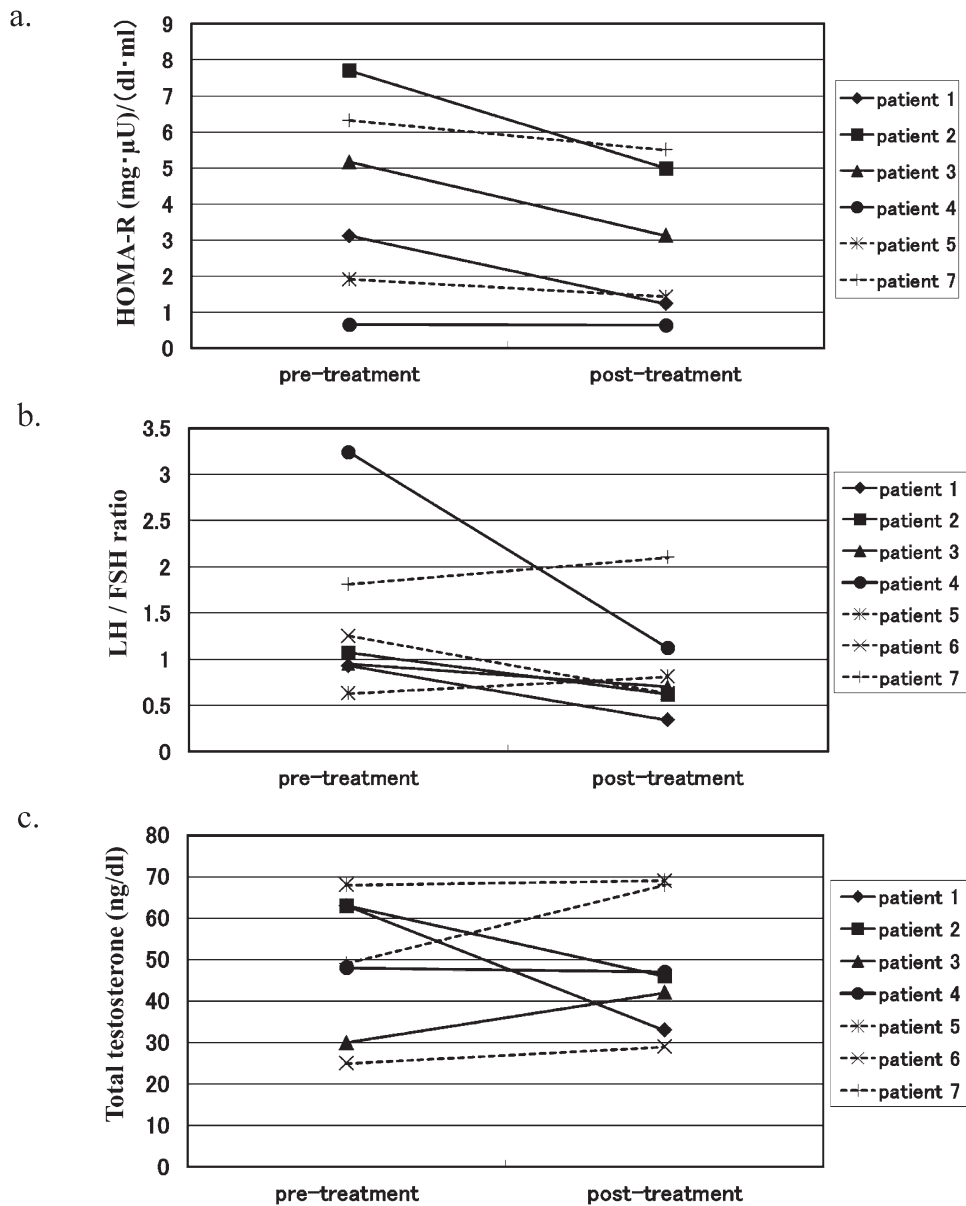 a.
HOMA-R (mg·μU)/(dl·ml)
9
8
7
6
5
4
3
2
1
0
pre-treatment post-treatment
patient 1
patient 2
patient 3
patient 4
patient 5
patient 7
b.
LH / FSH ratio
3.5
3
2.5
2
1.5
1
0.5
0
pre-treatment post-treatment
patient 1
patient 2
patient 3
patient 4
patient 5
patient 6
patient 7
c.
Total testosterone (ng/dl)
80
70
60
50
40
30
20
10
0
pre-treatment post-treatment
patient 1
patient 2
patient 3
patient 4
patient 5
patient 6
patient 7